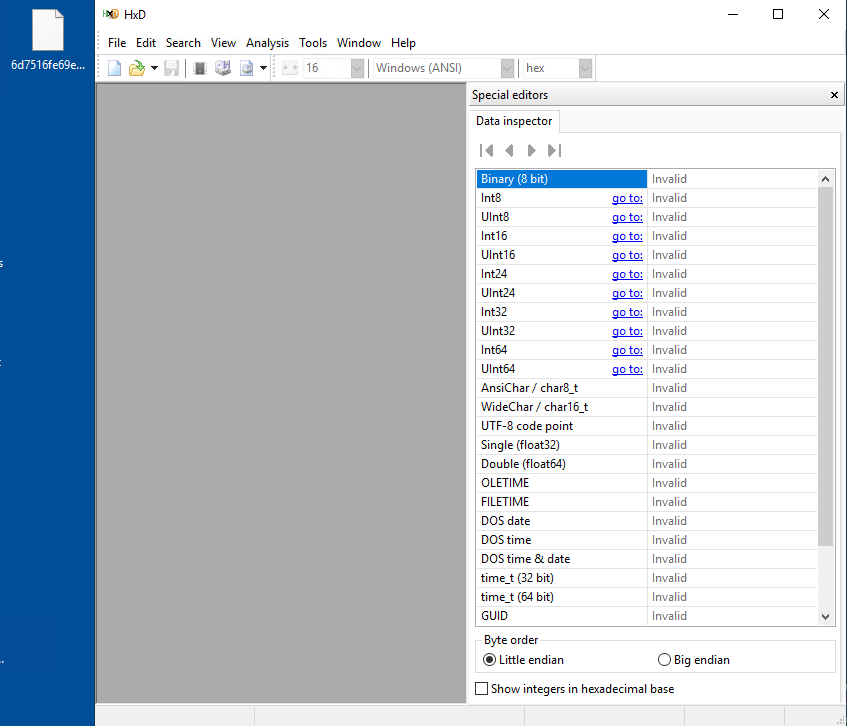 HxD
6d7516fe69e...
File Edit Search View Analysis Tools Window Help
16 Windows (ANSI) hex
Special editors
Data inspector
Binary (8 bit) Invalid
Int8 go to: Invalid
UInt8 go to: Invalid
Int16 go to: Invalid
UInt16 go to: Invalid
Int24 go to: Invalid
UInt24 go to: Invalid
Int32 go to: Invalid
UInt32 go to: Invalid
Int64 go to: Invalid
UInt64 go to: Invalid
AnsiChar / char8_t Invalid
WideChar / char16_t Invalid
UTF-8 code point Invalid
Single (float32) Invalid
Double (float64) Invalid
OLETIME Invalid
FILETIME Invalid
DOS date Invalid
DOS time Invalid
DOS time & date Invalid
time_t (32 bit) Invalid
time_t (64 bit) Invalid
GUID Invalid
Byte order
Little endian Big endian
Show integers in hexadecimal base